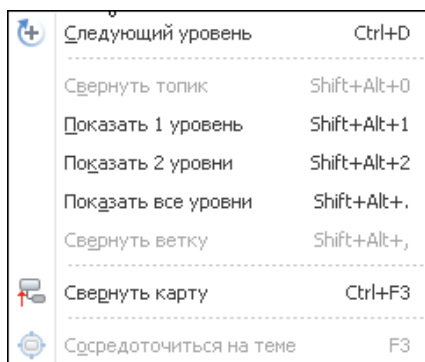 Следующий уровень Ctrl+D
Свернуть топик Shift+Alt+0
Показать 1 уровень Shift+Alt+1
Показать 2 уровни Shift+Alt+2
Показать все уровни Shift+Alt+.
Свернуть ветку Shift+Alt+,
Свернуть карту Ctrl+F3
Сосредоточиться на теме F3